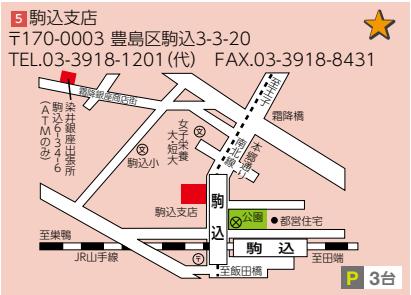 5 駒込支店
〒170-0003 豊島区駒込3-3-20
TEL.03-3918-1201(代) FAX.03-3918-8431
至王子
霜降銀座商店街
霜降橋
染井銀座出張所
駒込6-34-6
(ATMのみ)
女子栄養
大・短大
文
文
駒込小
南北線
本郷通り
駒込支店
駒込
公園
都営住宅
至巣鴨
JR山手線
〒
駒込
至田端
至飯田橋
P 3台